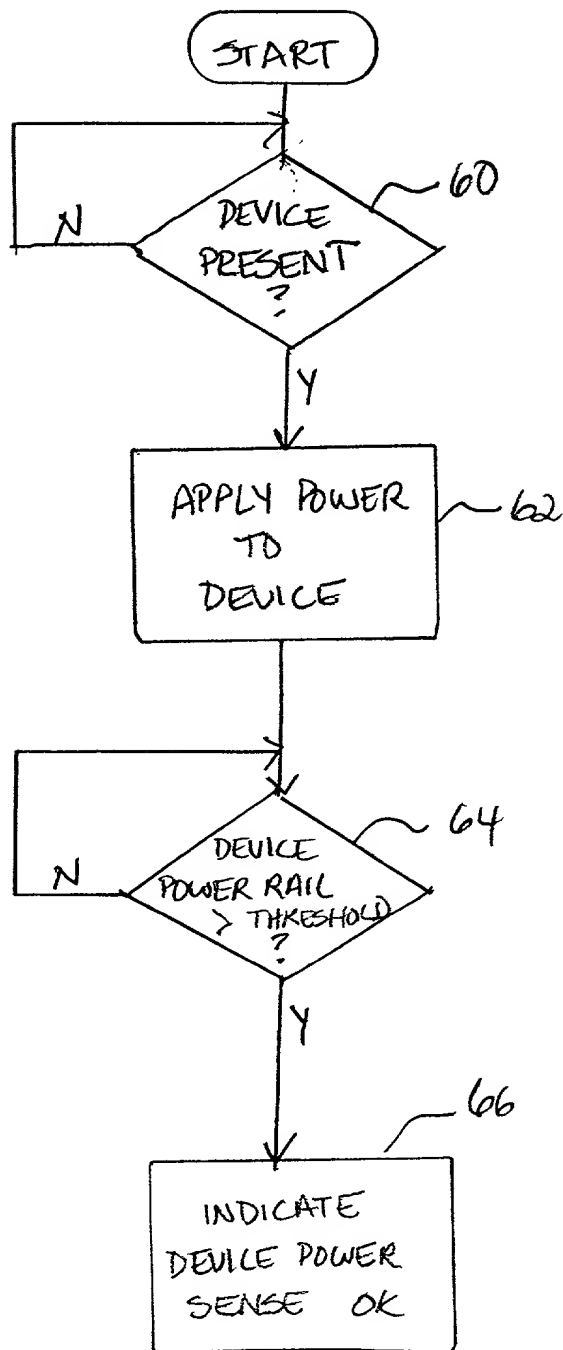 START
60
DEVICE
PRESENT
?
N
Y
APPLY POWER
TO
DEVICE
62
64
DEVICE
POWER RAIL
> THRESHOLD
?
N
Y
66
INDICATE
DEVICE POWER
SENSE OK